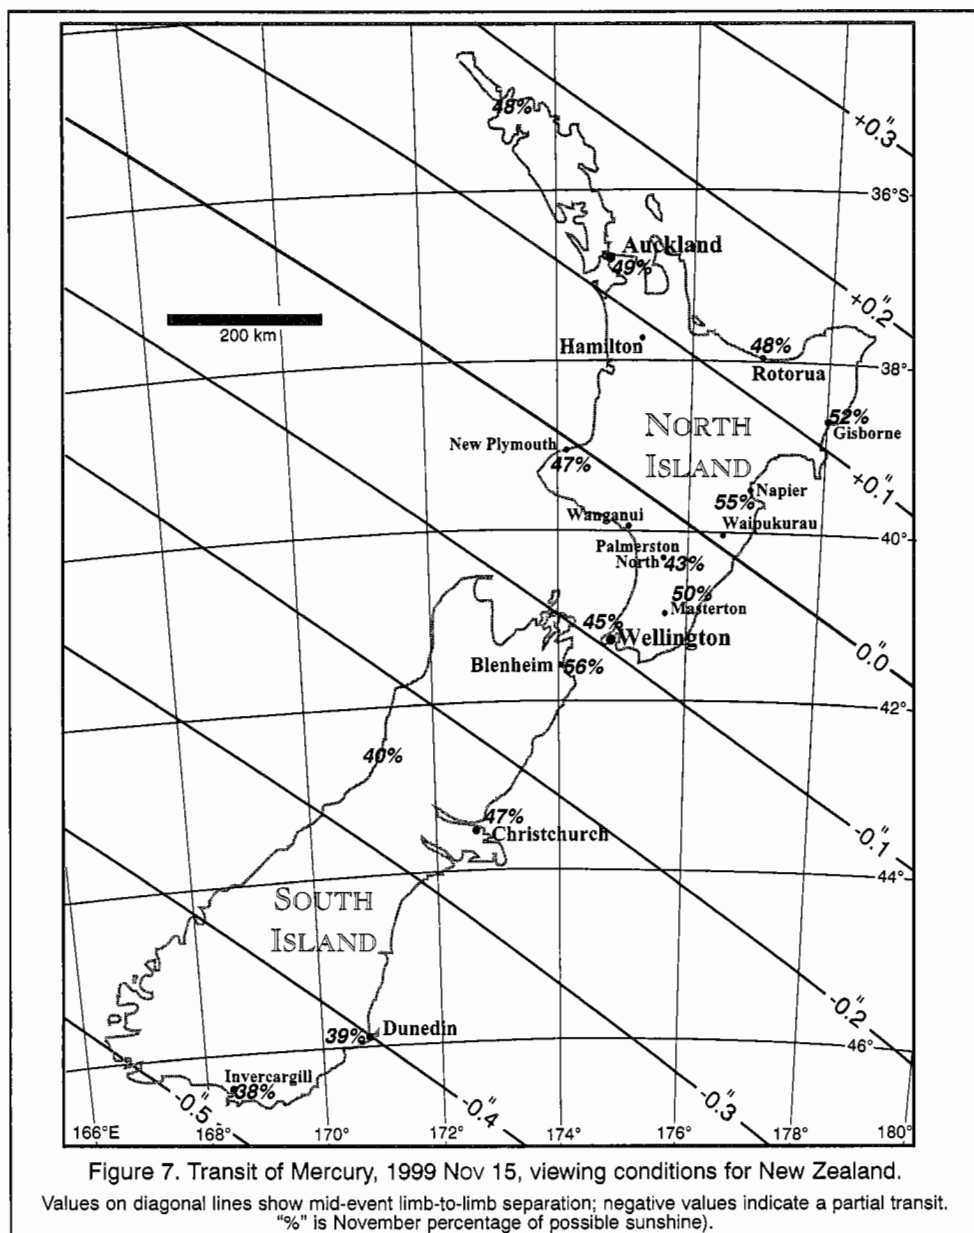 48%
+0.3"
36°S
Auckland
49%
+0.2"
200 km
Hamilton
48%
Rotorua
38°
NORTH
ISLAND
52%
Gisborne
New Plymouth
47%
+0.1"
Napier
55%
Wanganui
Waipukurau
40°
Palmerston
North
43%
50%
Masterton
45%
Wellington
0.0"
Blenheim
56%
42°
40%
47%
Christchurch
-0.1"
44°
SOUTH
ISLAND
-0.2"
39%
Dunedin
46°
Invercargill
38%
-0.5"
-0.4"
-0.3"
166°E
168°
170°
172°
174°
176°
178°
180°
Figure 7. Transit of Mercury, 1999 Nov 15, viewing conditions for New Zealand.
Values on diagonal lines show mid-event limb-to-limb separation; negative values indicate a partial transit.
"%" is November percentage of possible sunshine).